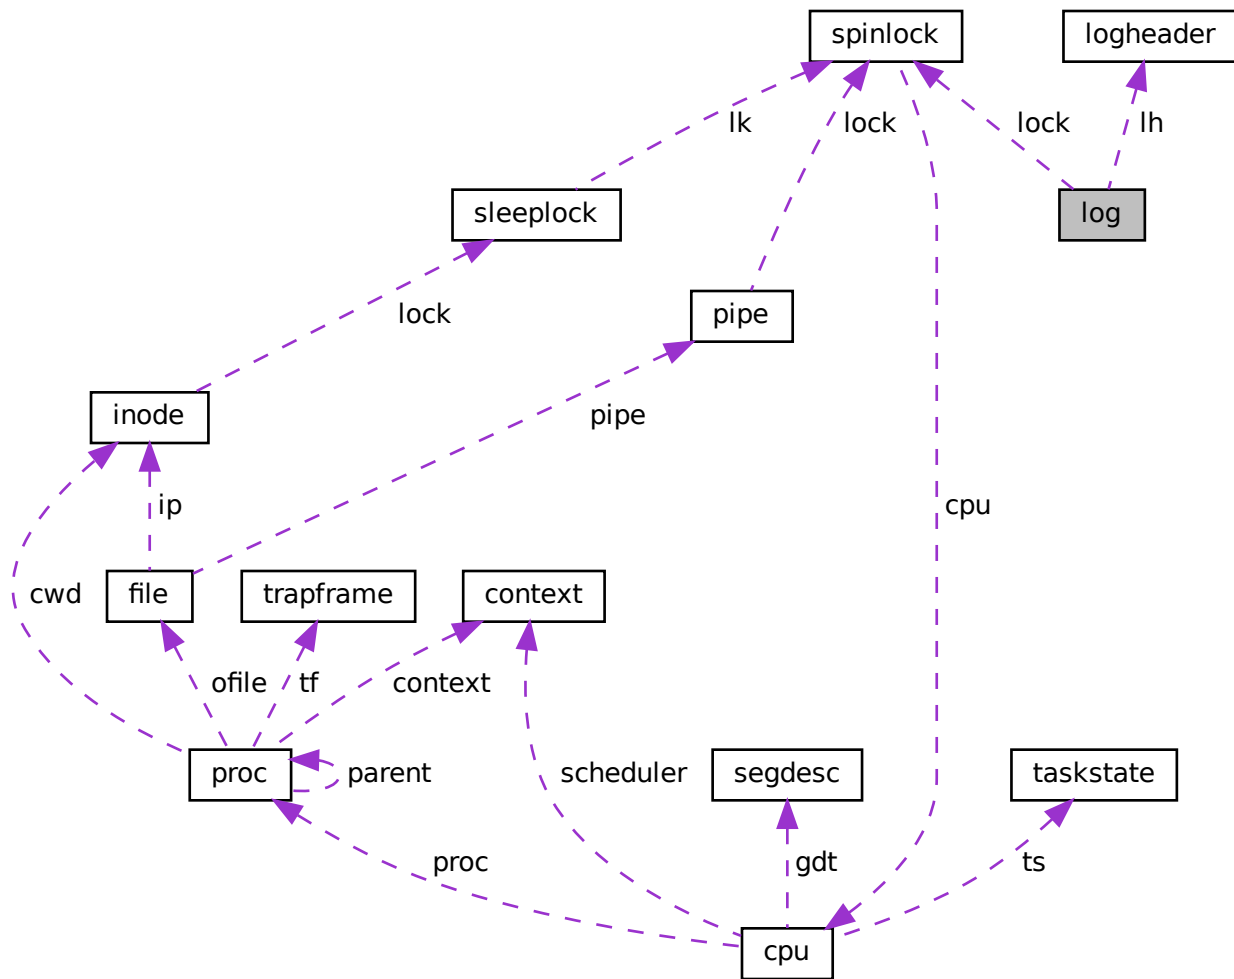 spinlock
logheader
lk
lock
lock
lh
sleeplock
log
lock
pipe
inode
pipe
ip
cpu
cwd
file
trapframe
context
ofile
tf
context
proc
parent
scheduler
segdesc
taskstate
proc
gdt
ts
cpu